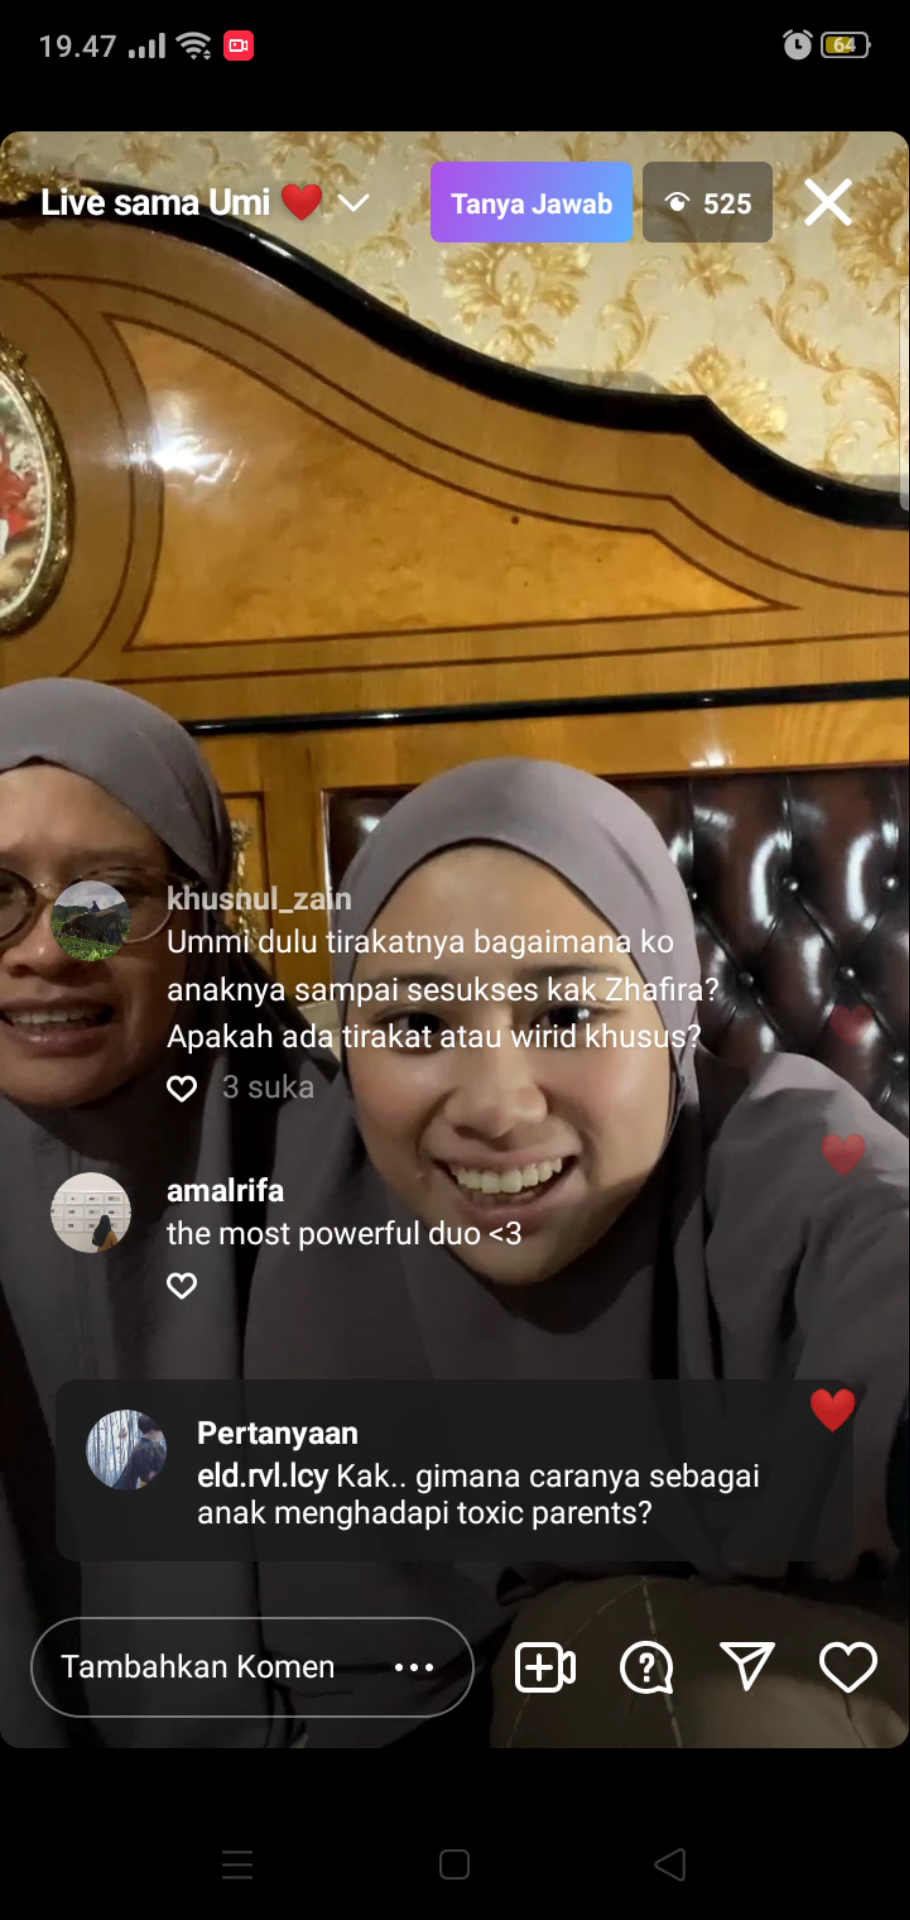 19.47
64
Live sama Umi ❤️
Tanya Jawab
525
khusnul_zain
Ummi dulu tirakatnya bagaimana ko
anaknya sampai sesukses kak Zhafira?
Apakah ada tirakat atau wirid khusus?
3 suka
amalrifa
the most powerful duo <3
Pertanyaan
eld.rvl.lcy Kak.. gimana caranya sebagai
anak menghadapi toxic parents?
Tambahkan Komen